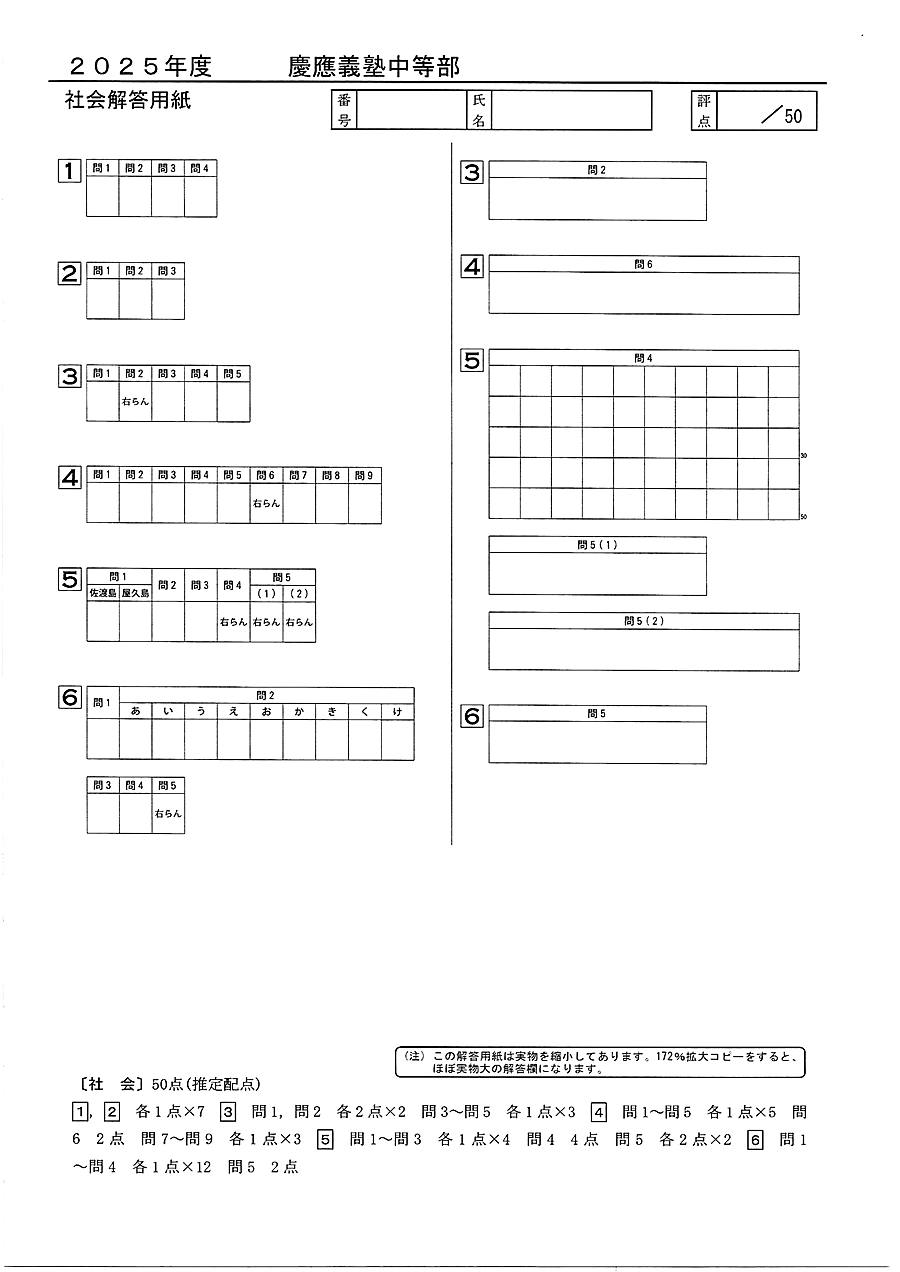 2025年度 慶應義塾中等部
社会解答用紙
番号 氏名 評点 ／50
1 問1 問2 問3 問4
2 問1 問2 問3
3 問1 問2 問3 問4 問5
右らん
4 問1 問2 問3 問4 問5 問6 問7 問8 問9
右らん
5 問1 問2 問3 問4 問5
佐渡島 屋久島 (1) (2)
右らん 右らん 右らん
6 問1 問2
あ い う え お か き く け
問3 問4 問5
右らん
3 問2
4 問6
5 問4
30
50
問5(1)
問5(2)
6 問5
(注) この解答用紙は実物を縮小してあります。172%拡大コピーをすると、
ほぼ実物大の解答欄になります。
〔社 会〕50点(推定配点)
1, 2 各1点×7 3 問1, 問2 各2点×2 問3〜問5 各1点×3 4 問1〜問5 各1点×5 問
6 2点 問7〜問9 各1点×3 5 問1〜問3 各1点×4 問4 4点 問5 各2点×2 6 問1
〜問4 各1点×12 問5 2点